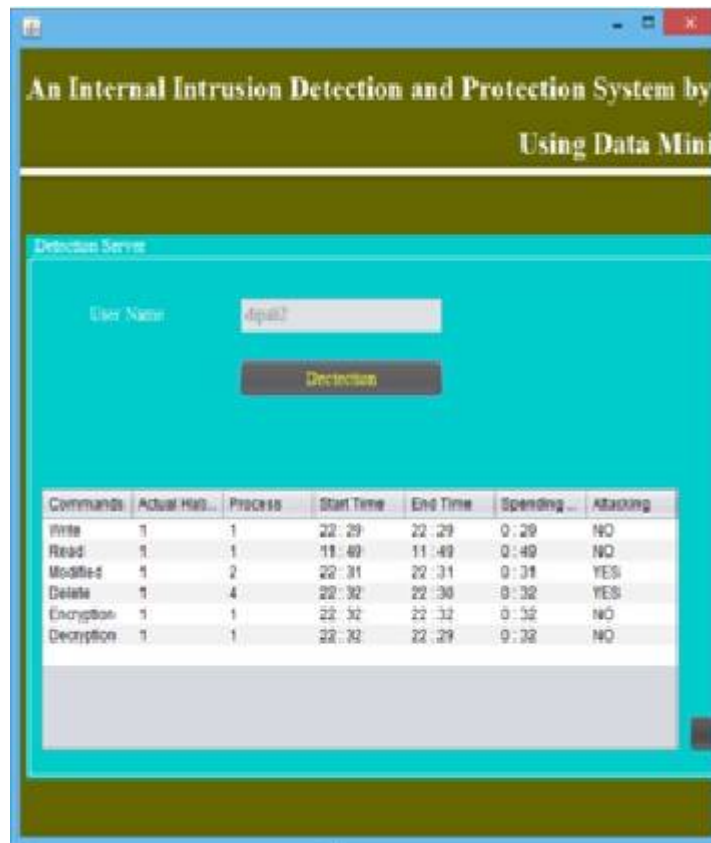 An Internal Intrusion Detection and Protection System by
Using Data Mini
Detection Server
User Name
Dectection
Commands Actual Hab... Process Start Time End Time Spending ... Attacking
Write 1 1 22 : 29 22 : 29 0 : 29 NO
Read 1 1 11 : 49 11 : 49 0 : 49 NO
Modified 1 2 22 : 31 22 : 31 0 : 31 YES
Delete 1 4 22 : 32 22 : 30 0 : 32 YES
Encryption 1 1 22 : 32 22 : 32 0 : 32 NO
Decryption 1 1 22 : 32 22 : 29 0 : 32 NO